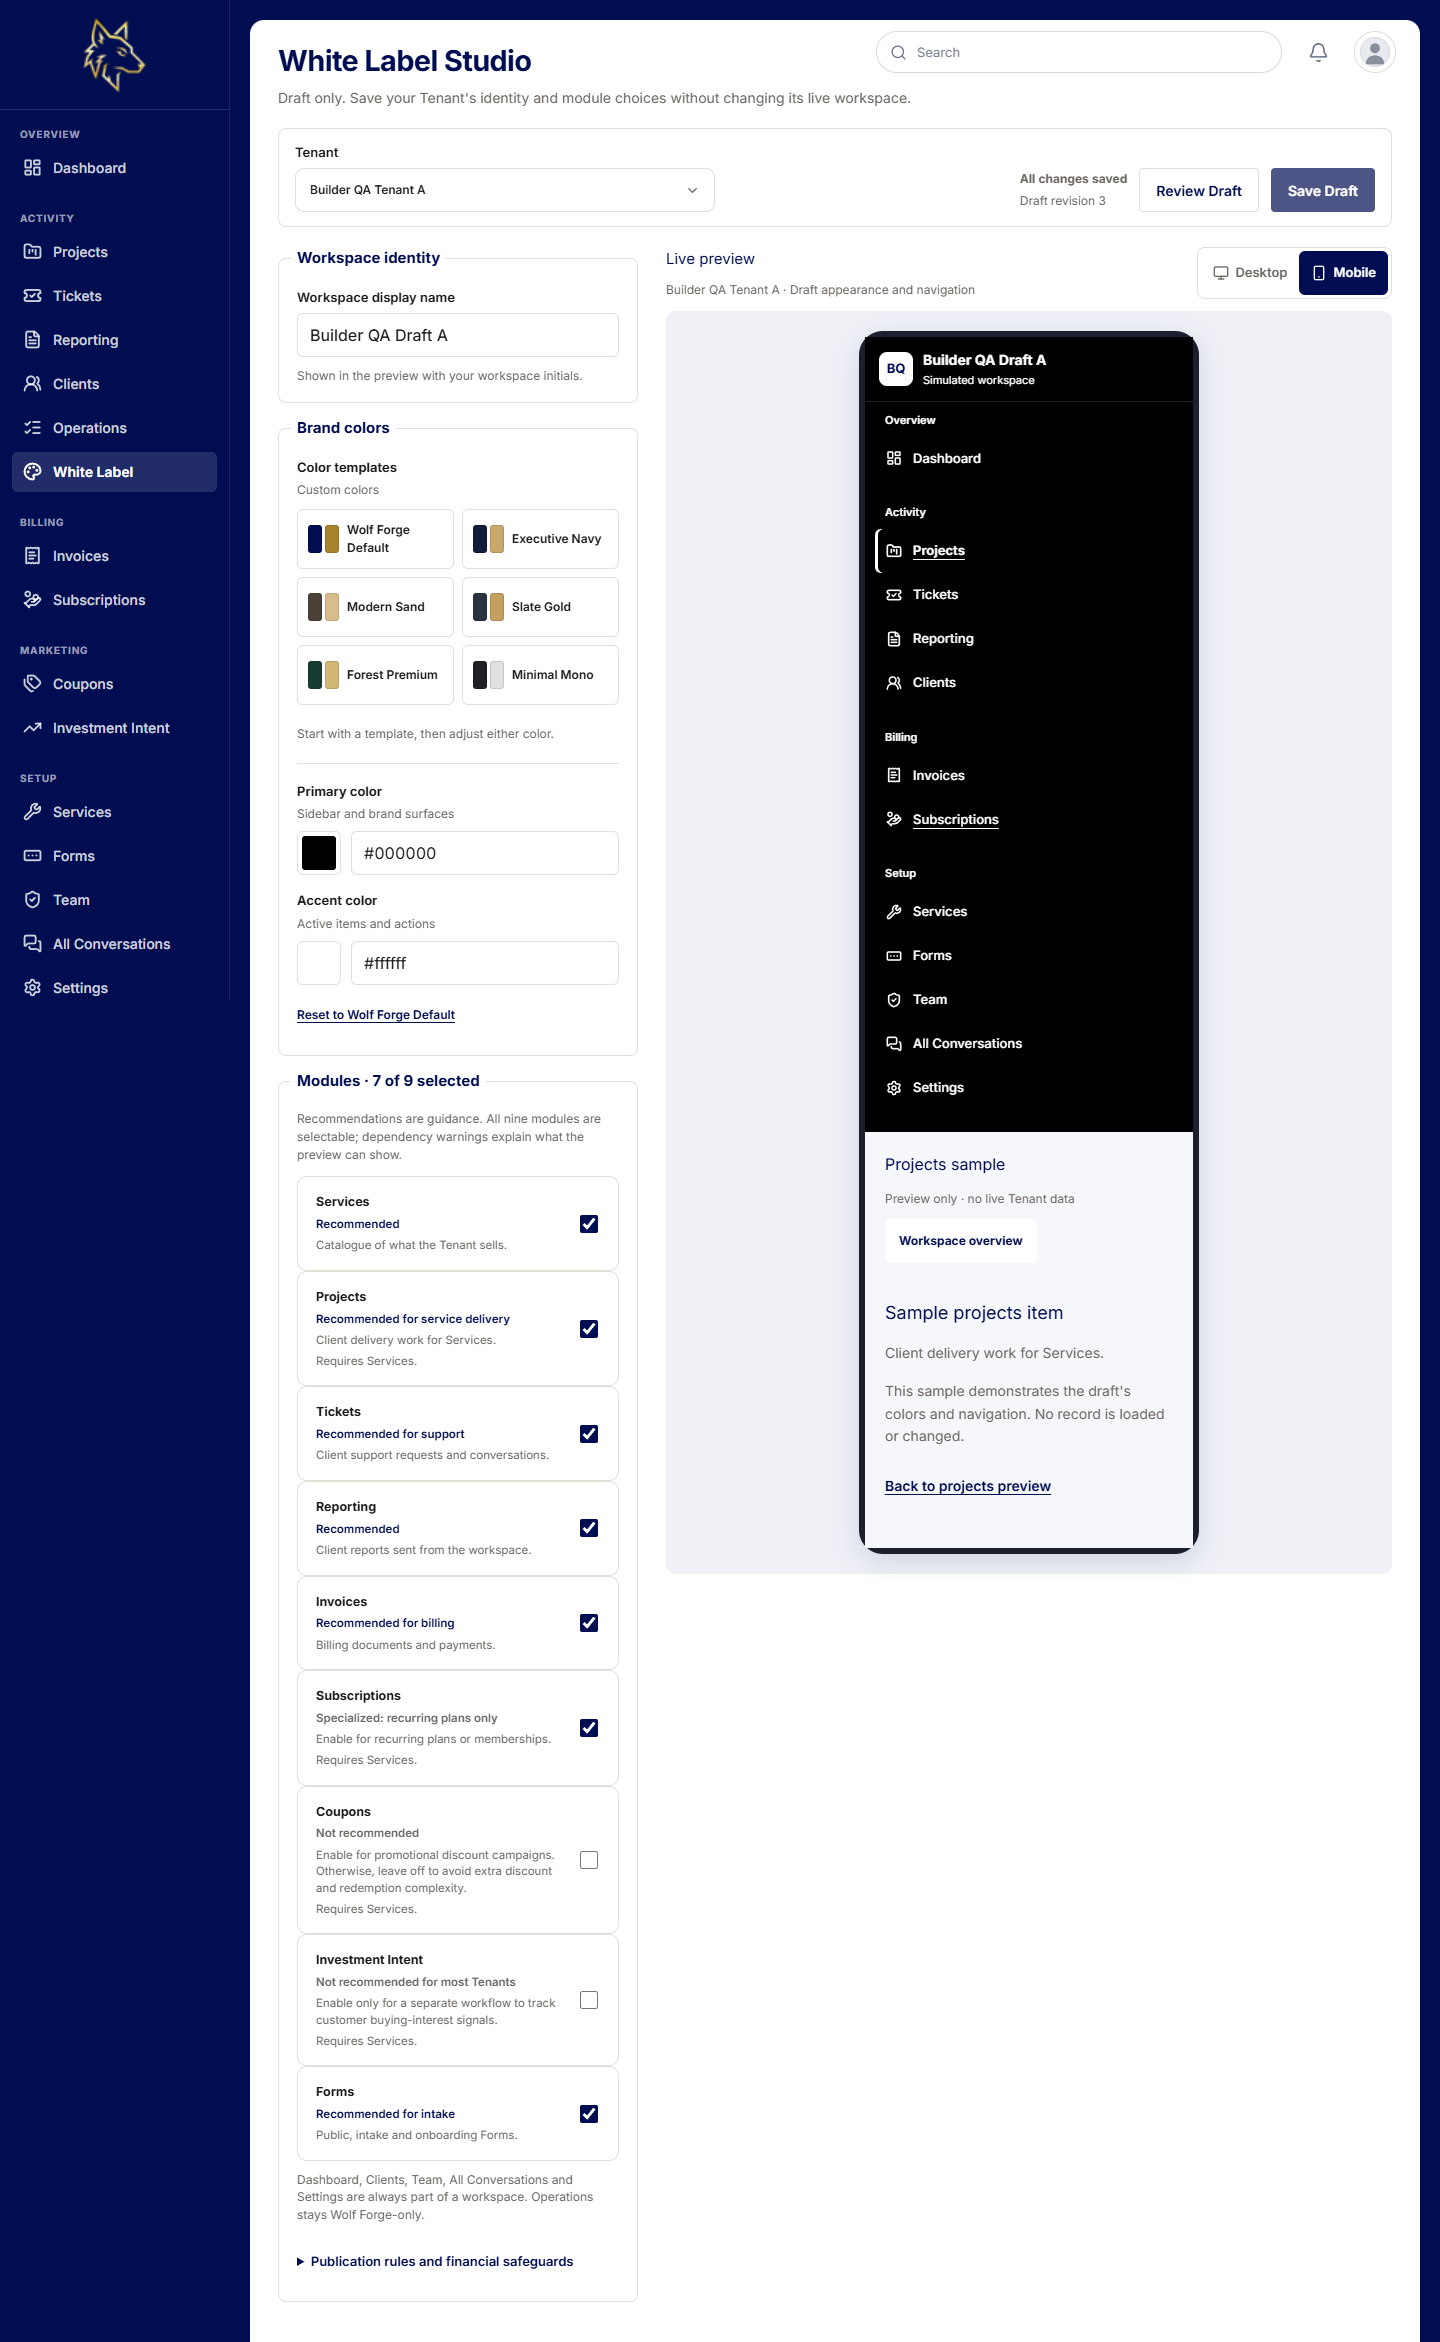 OVERVIEW
Dashboard
ACTIVITY
Projects
Tickets
Reporting
Clients
Operations
White Label
BILLING
Invoices
Subscriptions
MARKETING
Coupons
Investment Intent
SETUP
Services
Forms
Team
All Conversations
Settings
White Label Studio
Search
Draft only. Save your Tenant's identity and module choices without changing its live workspace.
Tenant
Builder QA Tenant A
All changes saved
Draft revision 3
Review Draft
Save Draft
Workspace identity
Workspace display name
Builder QA Draft A
Shown in the preview with your workspace initials.
Brand colors
Color templates
Custom colors
Wolf Forge
Default
Executive Navy
Modern Sand
Slate Gold
Forest Premium
Minimal Mono
Start with a template, then adjust either color.
Primary color
Sidebar and brand surfaces
#000000
Accent color
Active items and actions
#ffffff
Reset to Wolf Forge Default
Modules · 7 of 9 selected
Recommendations are guidance. All nine modules are
selectable; dependency warnings explain what the
preview can show.
Services
Recommended
Catalogue of what the Tenant sells.
Projects
Recommended for service delivery
Client delivery work for Services.
Requires Services.
Tickets
Recommended for support
Client support requests and conversations.
Reporting
Recommended
Client reports sent from the workspace.
Invoices
Recommended for billing
Billing documents and payments.
Subscriptions
Specialized: recurring plans only
Enable for recurring plans or memberships.
Requires Services.
Coupons
Not recommended
Enable for promotional discount campaigns.
Otherwise, leave off to avoid extra discount
and redemption complexity.
Requires Services.
Investment Intent
Not recommended for most Tenants
Enable only for a separate workflow to track
customer buying-interest signals.
Requires Services.
Forms
Recommended for intake
Public, intake and onboarding Forms.
Dashboard, Clients, Team, All Conversations and
Settings are always part of a workspace. Operations
stays Wolf Forge-only.
Publication rules and financial safeguards
Live preview
Builder QA Tenant A · Draft appearance and navigation
Desktop
Mobile
BQ
Builder QA Draft A
Simulated workspace
Overview
Dashboard
Activity
Projects
Tickets
Reporting
Clients
Billing
Invoices
Subscriptions
Setup
Services
Forms
Team
All Conversations
Settings
Projects sample
Preview only · no live Tenant data
Workspace overview
Sample projects item
Client delivery work for Services.
This sample demonstrates the draft's
colors and navigation. No record is loaded
or changed.
Back to projects preview